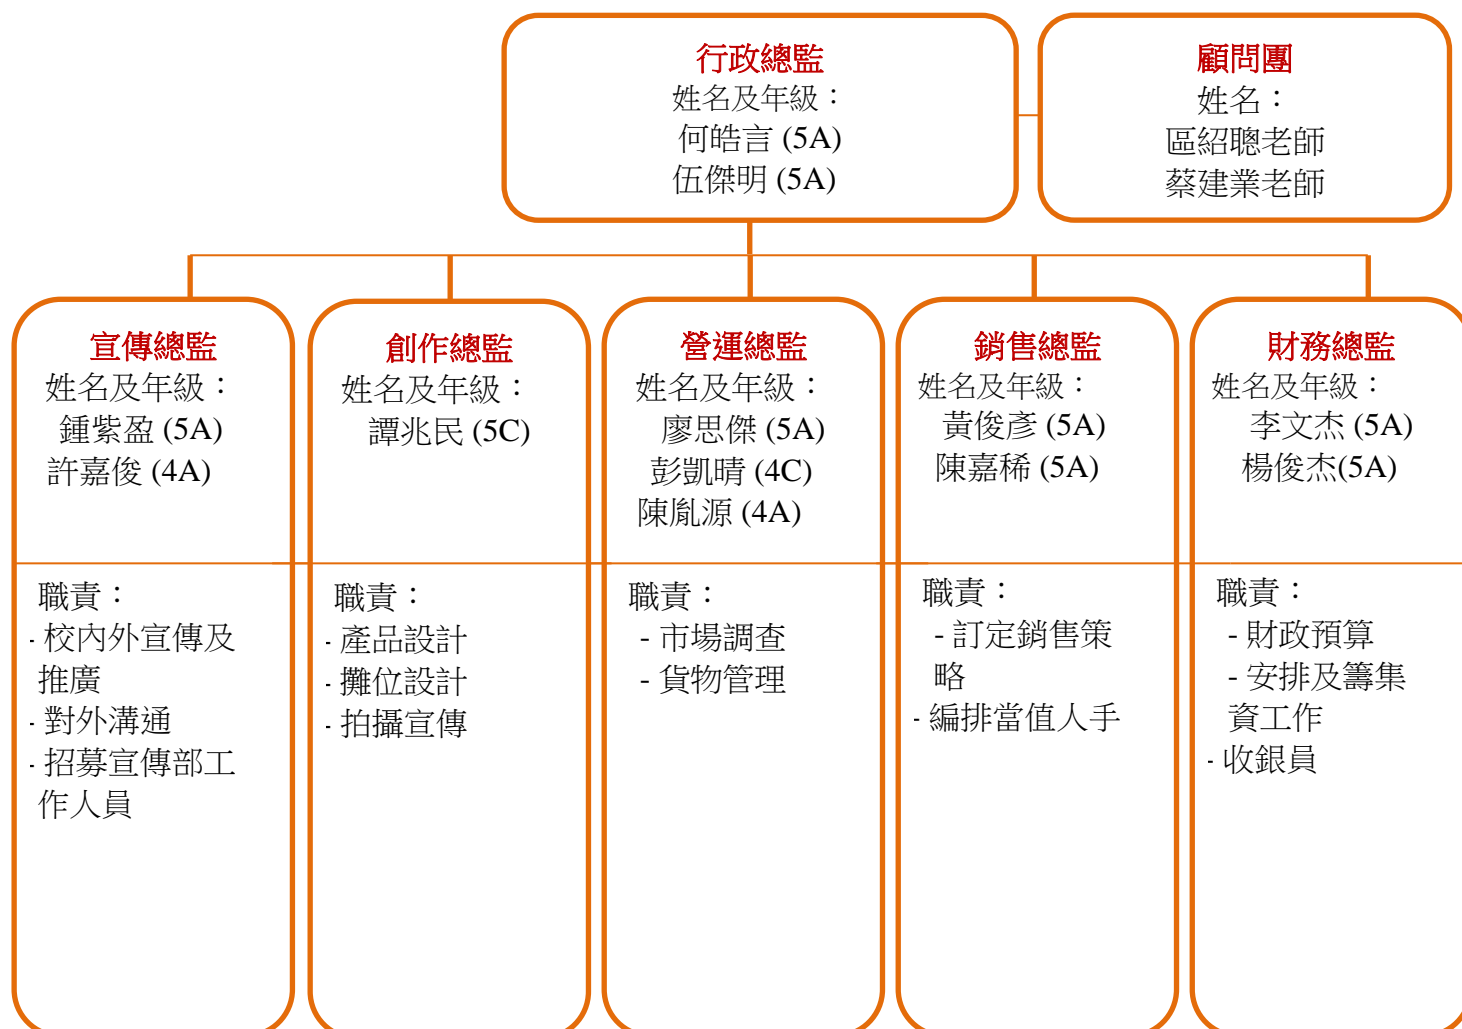 行政總監
姓名及年級：
何皓言 (5A)
伍傑明 (5A)
顧問團
姓名：
區紹聰老師
蔡建業老師
宣傳總監
姓名及年級：
鍾紫盈 (5A)
許嘉俊 (4A)
職責：
- 校內外宣傳及
推廣
- 對外溝通
- 招募宣傳部工
作人員
創作總監
姓名及年級：
譚兆民 (5C)
職責：
- 產品設計
- 攤位設計
- 拍攝宣傳
營運總監
姓名及年級：
廖思傑 (5A)
彭凱晴 (4C)
陳胤源 (4A)
職責：
- 市場調查
- 貨物管理
銷售總監
姓名及年級：
黃俊彥 (5A)
陳嘉稀 (5A)
職責：
- 訂定銷售策
略
- 編排當值人手
財務總監
姓名及年級：
李文杰 (5A)
楊俊杰(5A)
職責：
- 財政預算
- 安排及籌集
資工作
- 收銀員